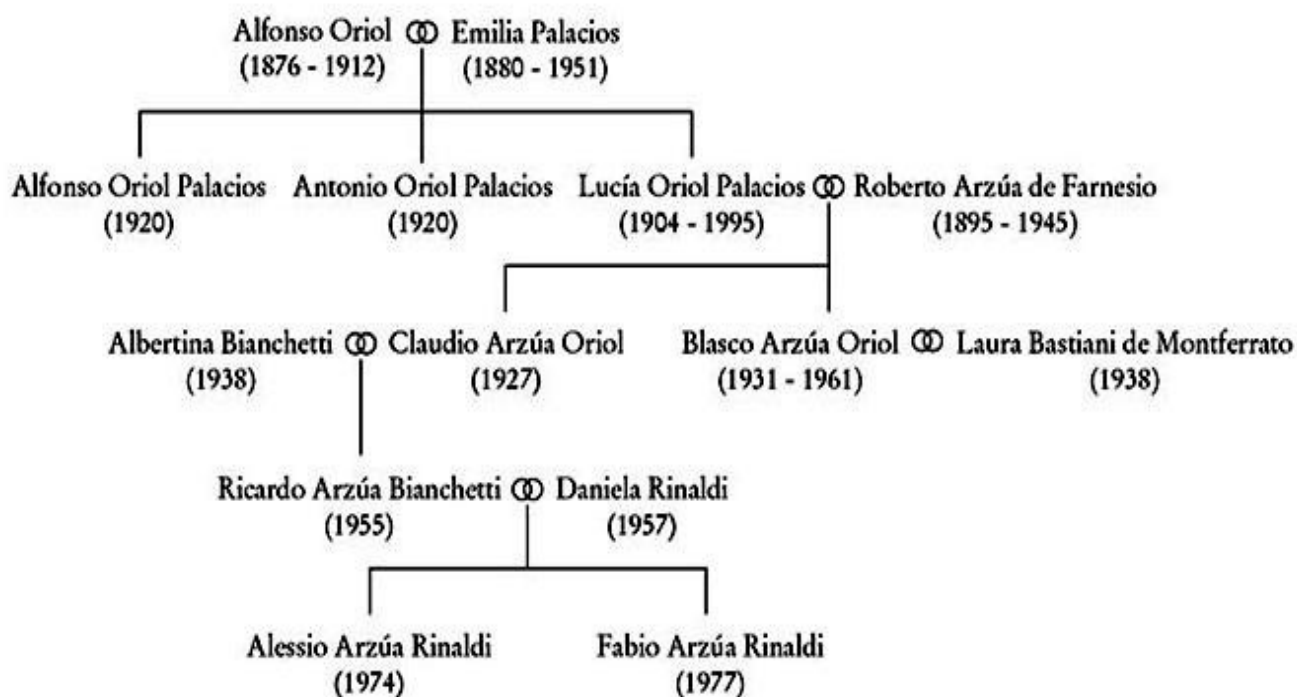 Alfonso Oriol Emilia Palacios
(1876 - 1912) (1880 - 1951)
Alfonso Oriol Palacios Antonio Oriol Palacios Lucía Oriol Palacios Roberto Arzúa de Farnesio
(1920) (1920) (1904 - 1995) (1895 - 1945)
Albertina Bianchetti Claudio Arzúa Oriol Blasco Arzúa Oriol Laura Bastiani de Montferrato
(1938) (1927) (1931 - 1961) (1938)
Ricardo Arzúa Bianchetti Daniela Rinaldi
(1955) (1957)
Alessio Arzúa Rinaldi Fabio Arzúa Rinaldi
(1974) (1977)